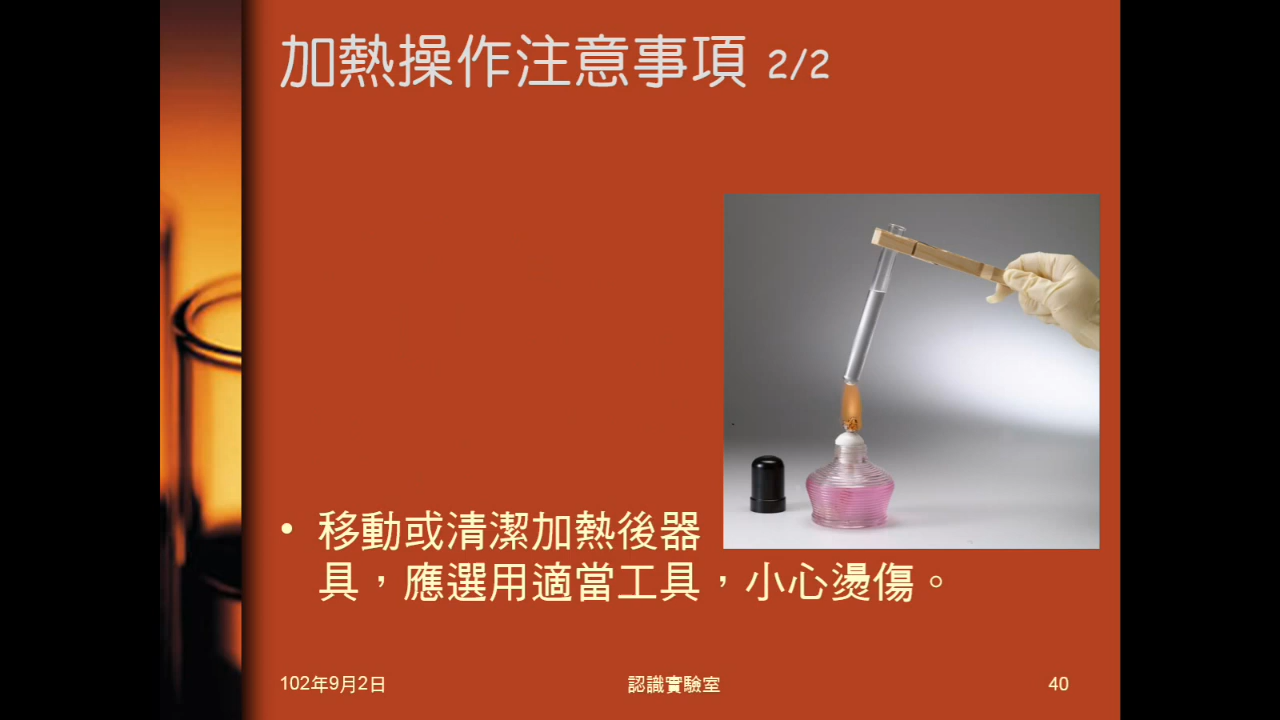 加熱操作注意事項 2/2
• 移動或清潔加熱後器
具，應選用適當工具，小心燙傷。
102年9月2日 認識實驗室 40